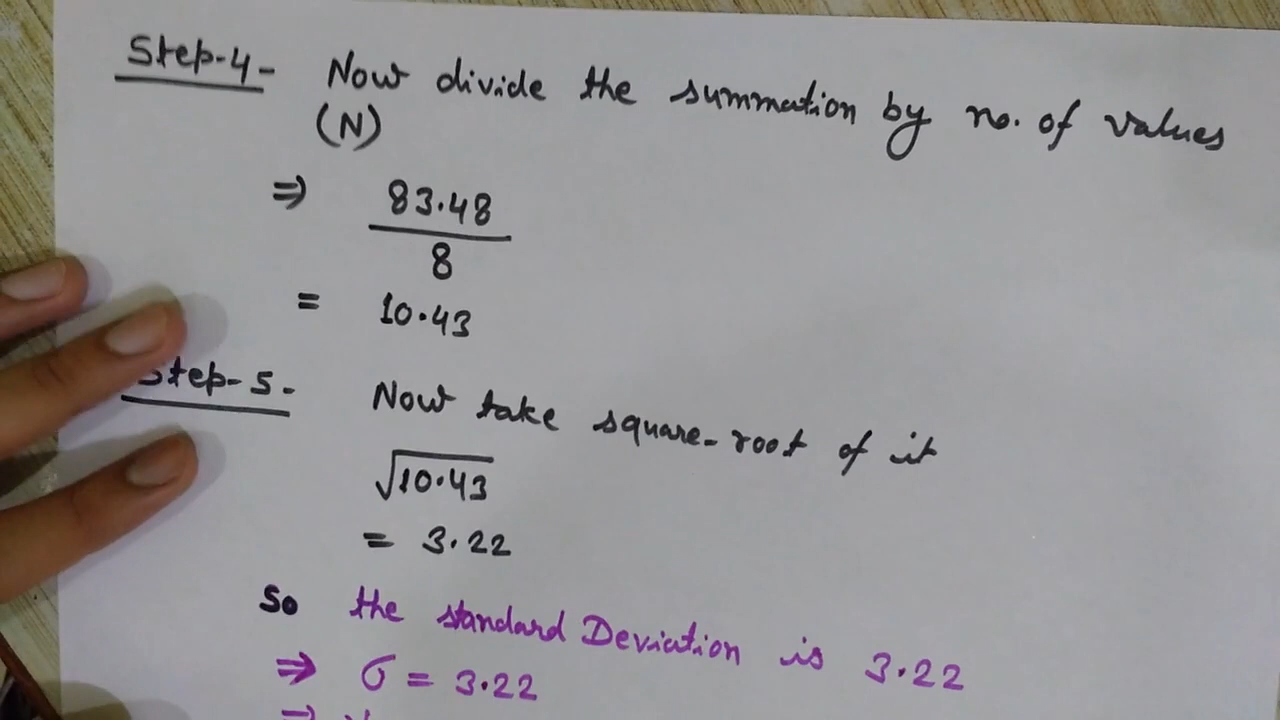 Step-4- Now divide the summation by no. of values
(N)
⇒ 83.48
8
= 10.43
Step-5- Now take square-root of it
√10.43
= 3.22
So the standard Deviation is 3.22
⇒ σ = 3.22
⇒